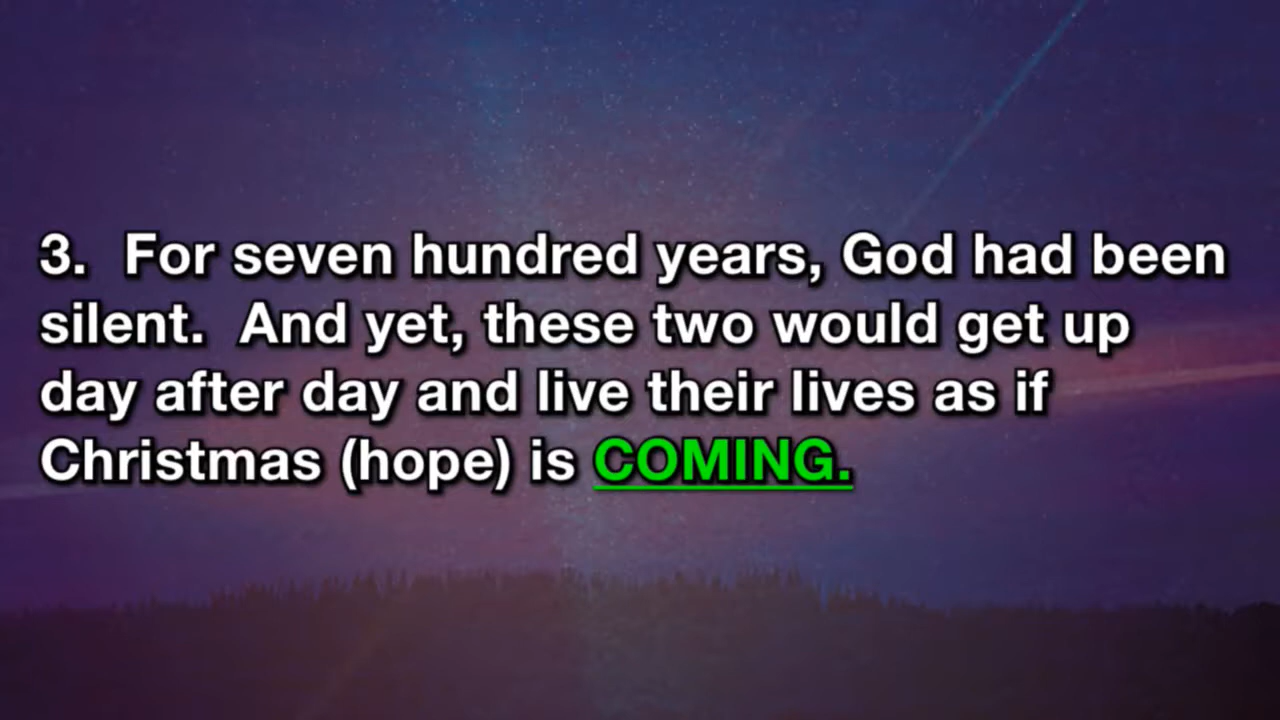 3.  For seven hundred years, God had been
silent.  And yet, these two would get up
day after day and live their lives as if
Christmas (hope) is COMING.